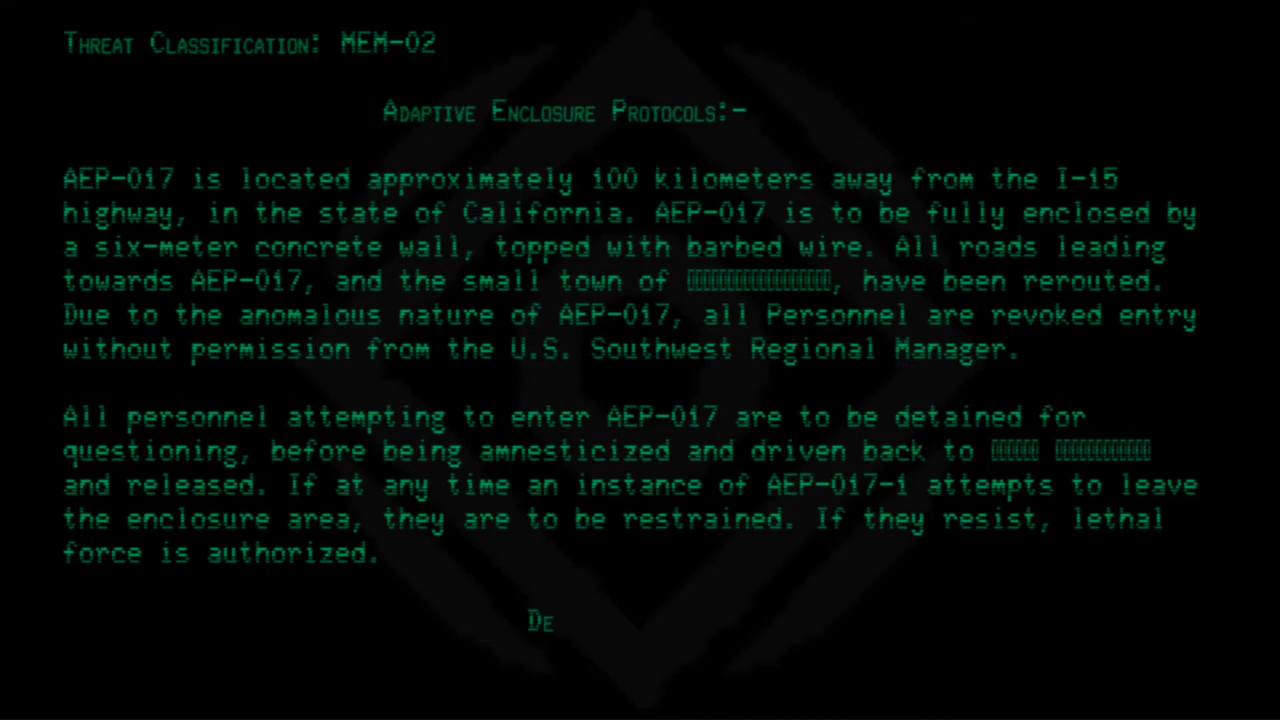 Threat Classification: MEM-02
Adaptive Enclosure Protocols:-
AEP-017 is located approximately 100 kilometers away from the I-15
highway, in the state of California. AEP-017 is to be fully enclosed by
a six-meter concrete wall, topped with barbed wire. All roads leading
towards AEP-017, and the small town of ▯▯▯▯▯▯▯▯▯▯▯▯▯▯▯▯▯▯, have been rerouted.
Due to the anomalous nature of AEP-017, all Personnel are revoked entry
without permission from the U.S. Southwest Regional Manager.
All personnel attempting to enter AEP-017 are to be detained for
questioning, before being amnesticized and driven back to ▯▯▯▯▯▯ ▯▯▯▯▯▯▯▯▯▯▯▯
and released. If at any time an instance of AEP-017-1 attempts to leave
the enclosure area, they are to be restrained. If they resist, lethal
force is authorized.
De